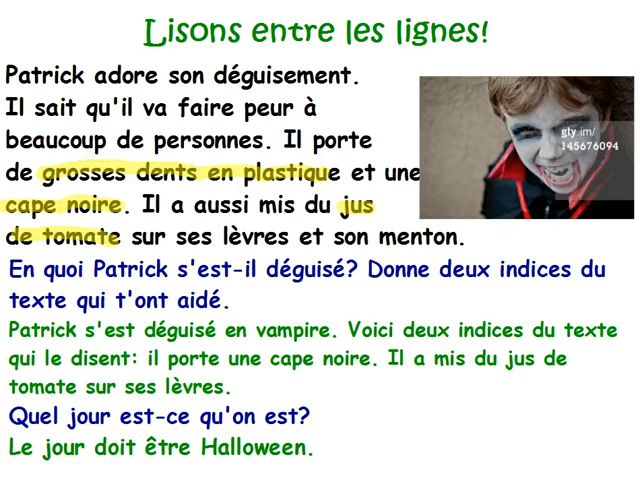 Lisons entre les lignes!
Patrick adore son déguisement.
Il sait qu'il va faire peur à
beaucoup de personnes. Il porte
de grosses dents en plastique et une
cape noire. Il a aussi mis du jus
de tomate sur ses lèvres et son menton.
gty.im/
145676094
En quoi Patrick s'est-il déguisé? Donne deux indices du
texte qui t'ont aidé.
Patrick s'est déguisé en vampire. Voici deux indices du texte
qui le disent: il porte une cape noire. Il a mis du jus de
tomate sur ses lèvres.
Quel jour est-ce qu'on est?
Le jour doit être Halloween.